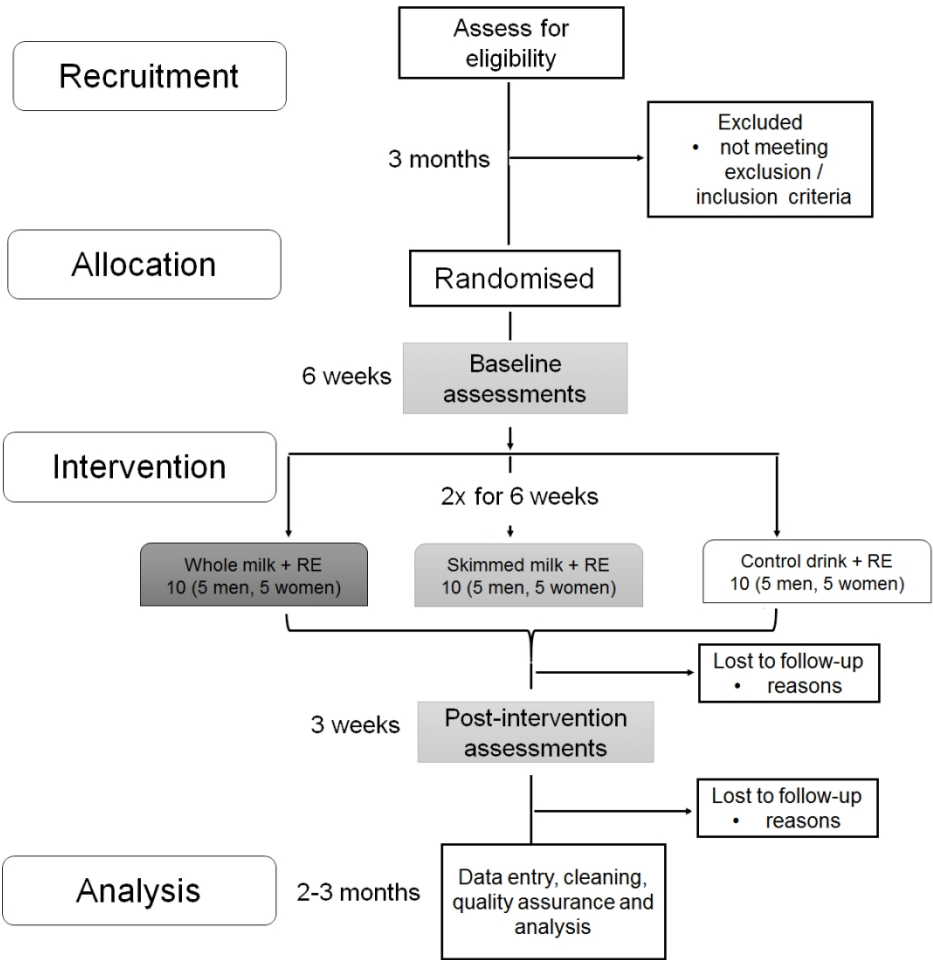 Assess for
eligibility
Recruitment
3 months
Excluded
• not meeting
exclusion /
inclusion criteria
Allocation
Randomised
6 weeks
Baseline
assessments
Intervention
2x for 6 weeks
Whole milk + RE
10 (5 men, 5 women)
Skimmed milk + RE
10 (5 men, 5 women)
Control drink + RE
10 (5 men, 5 women)
Lost to follow-up
• reasons
3 weeks
Post-intervention
assessments
Lost to follow-up
• reasons
Analysis
2-3 months
Data entry, cleaning,
quality assurance and
analysis